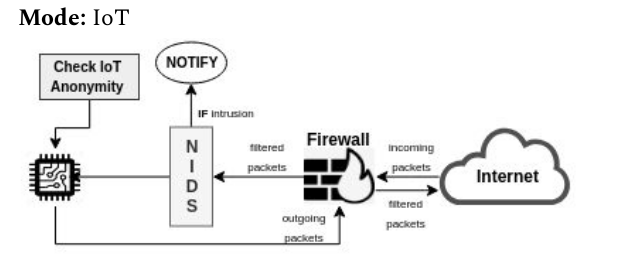 Mode: IoT
Check IoT
Anonymity
NOTIFY
IF intrusion
N
I
D
S
filtered
packets
Firewall
incoming
packets
Internet
filtered
packets
outgoing
packets